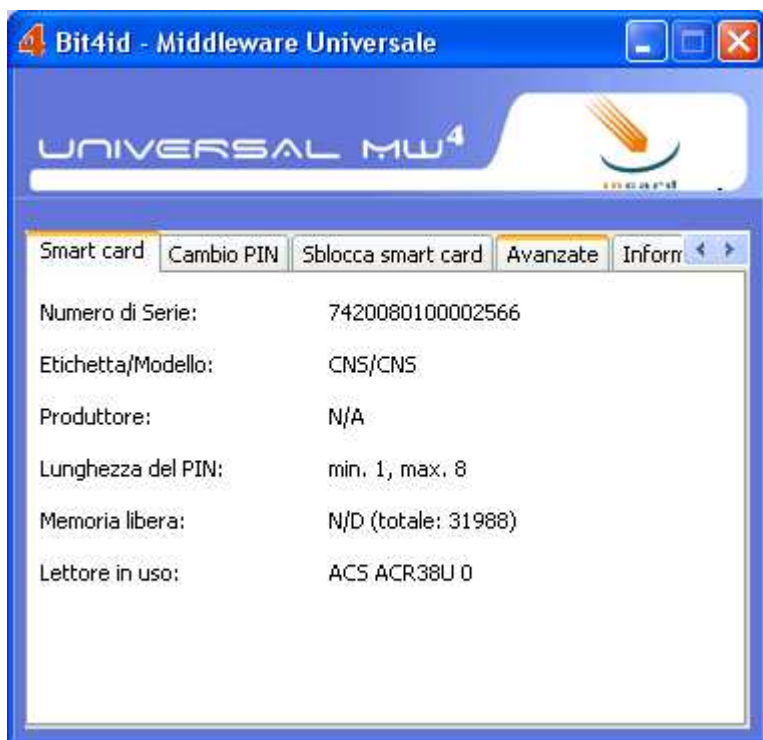 4 Bit4id - Middleware Universale
UNIVERSAL MW4
incard
Smart card Cambio PIN Sblocca smart card Avanzate Inform
Numero di Serie: 7420080100002566
Etichetta/Modello: CNS/CNS
Produttore: N/A
Lunghezza del PIN: min. 1, max. 8
Memoria libera: N/D (totale: 31988)
Lettore in uso: ACS ACR38U 0